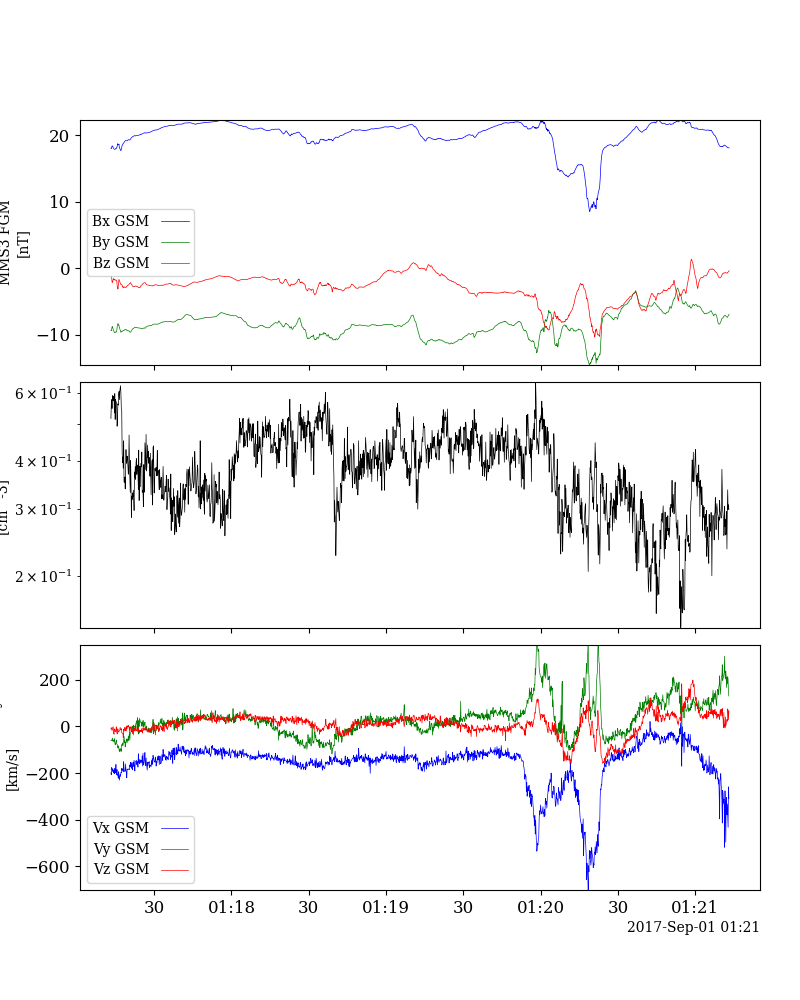 20
10
0
−10
MMS3 FGM
[nT]
Bx GSM
By GSM
Bz GSM
6 × 10⁻¹
4 × 10⁻¹
3 × 10⁻¹
2 × 10⁻¹
200
0
−200
−400
−600
[km/s]
Vx GSM
Vy GSM
Vz GSM
30 01:18 30 01:19 30 01:20 30 01:21
2017-Sep-01 01:21